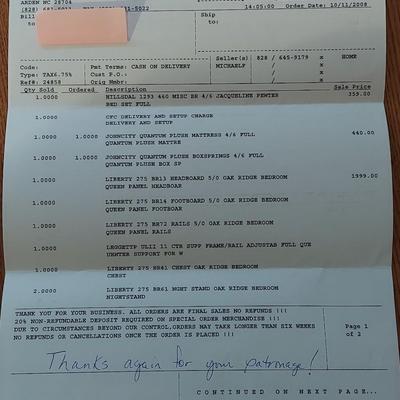 ARDEN NC 28704
(828) 5022
14:05:00 Order Date: 10/11/2008
Bill to: Ship to:
Seller(s) 828 / 645-9179 x HOME
Code: Pmt Terms: CASH ON DELIVERY MICHAELF / x
Type: TAX6.75% Cust P.O.: / x
Ref#: 24858 Orig Nmbr: / x
Qty Sold Ordered Description Sale Price
1.0000 HILLSDAL 1293 460 MISC BR 4/6 JACQUELINE PEWTER 359.00
BED SET FULL
1.0000 CFC DELIVERY AND SETUP CHARGE
DELIVERY AND SETUP
1.0000 1.0000 JOHNCITY QUANTUM PLUSH MATTRESS 4/6 FULL 440.00
QUANTUM PLUSH MATTRE
1.0000 1.0000 JOHNCITY QUANTUM PLUSH BOXSPRINGS 4/6 FULL
QUANTUM PLUSH BOX SP
1.0000 LIBERTY 275 BR13 HEADBOARD 5/0 OAK RIDGE BEDROOM 1999.00
QUEEN PANEL HEADBOAR
1.0000 LIBERTY 275 BR14 FOOTBOARD 5/0 OAK RIDGE BEDROOM
QUEEN PANEL FOOTBOAR
1.0000 LIBERTY 275 BR72 RAILS 5/0 OAK RIDGE BEDROOM
QUEEN PANEL RAILS
1.0000 LEGGETTP ULII 11 CTR SUPP FRAME/RAIL ADJUSTAB FULL QUE
UENTER SUPPORT FOR W
1.0000 LIBERTY 275 BR41 CHEST OAK RIDGE BEDROOM
CHEST
2.0000 LIBERTY 275 BR61 NGHT STAND OAK RIDGE BEDROOM
NIGHTSTAND
THANK YOU FOR YOUR BUSINESS. ALL ORDERS ARE FINAL SALES NO REFUNDS !!!
20% NON-REFUNDABLE DEPOSIT REQUIRED ON SPECIAL ORDER MERCHANDISE !!!
DUE TO CIRCUMSTANCES BEYOND OUR CONTROL,ORDERS MAY TAKE LONGER THAN SIX WEEKS
NO REFUNDS OR CANCELLATIONS ONCE THE ORDER IS PLACED !!!
Page 1
of 2
Thanks again for your patronage!
CONTINUED ON NEXT PAGE...